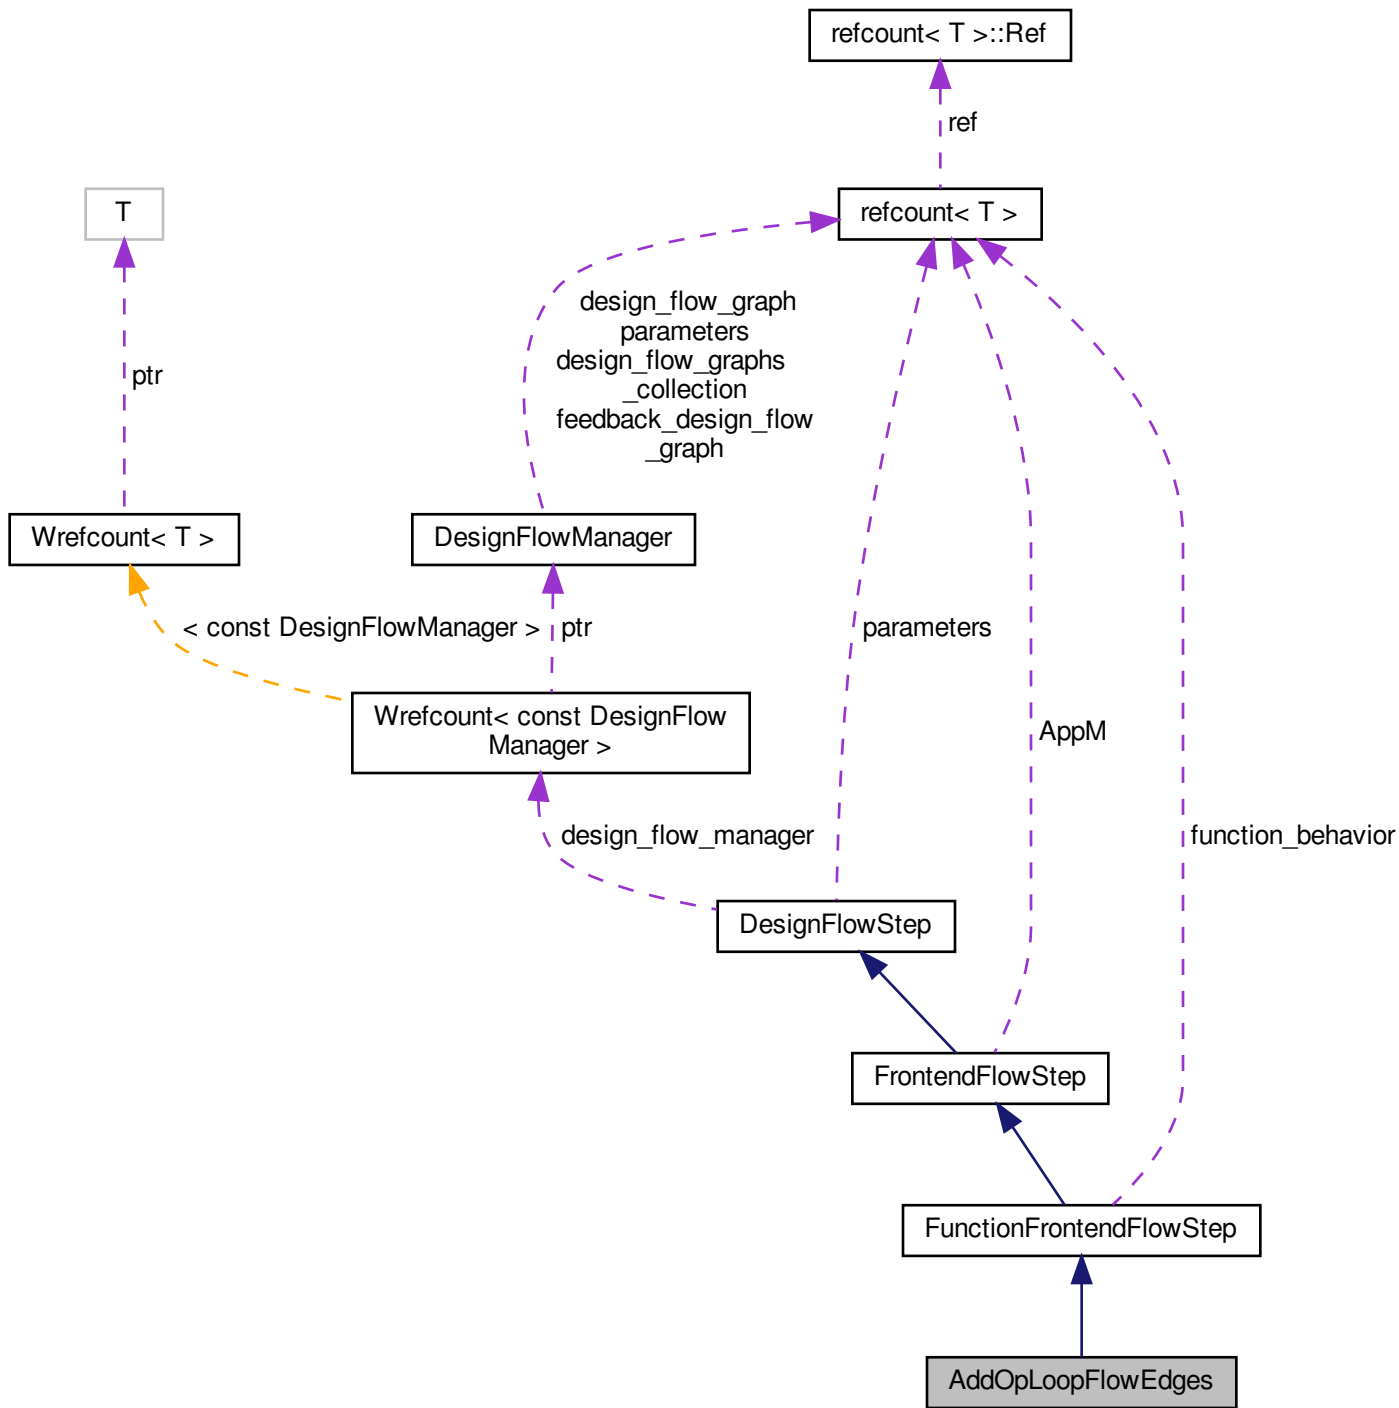 refcount< T >::Ref
ref
T
refcount< T >
design_flow_graph
parameters
design_flow_graphs
_collection
feedback_design_flow
_graph
ptr
Wrefcount< T >
DesignFlowManager
< const DesignFlowManager >
ptr
parameters
Wrefcount< const DesignFlow
Manager >
AppM
design_flow_manager
function_behavior
DesignFlowStep
FrontendFlowStep
FunctionFrontendFlowStep
AddOpLoopFlowEdges